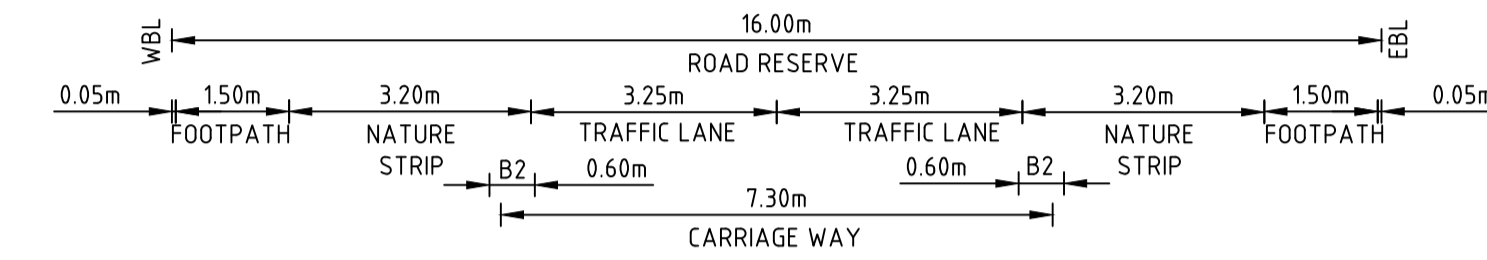 16.00m
WBL
EBL
ROAD RESERVE
0.05m 1.50m 3.20m 3.25m 3.25m 3.20m 1.50m 0.05m
FOOTPATH NATURE STRIP TRAFFIC LANE TRAFFIC LANE NATURE STRIP FOOTPATH
B2 0.60m 0.60m B2
7.30m
CARRIAGE WAY